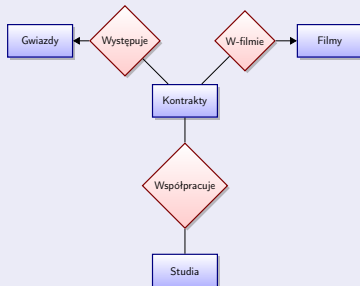 Gwiazdy
Występuje
W-filmie
Filmy
Kontrakty
Współpracuje
Studia